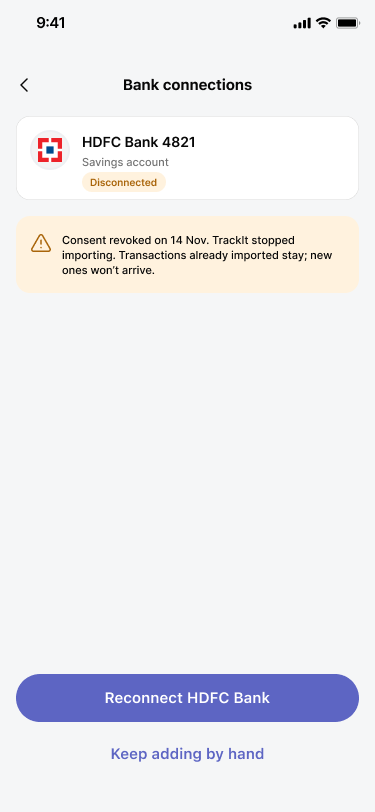 9:41
Bank connections
HDFC Bank 4821
Savings account
Disconnected
Consent revoked on 14 Nov. TrackIt stopped
importing. Transactions already imported stay; new
ones won’t arrive.
Reconnect HDFC Bank
Keep adding by hand